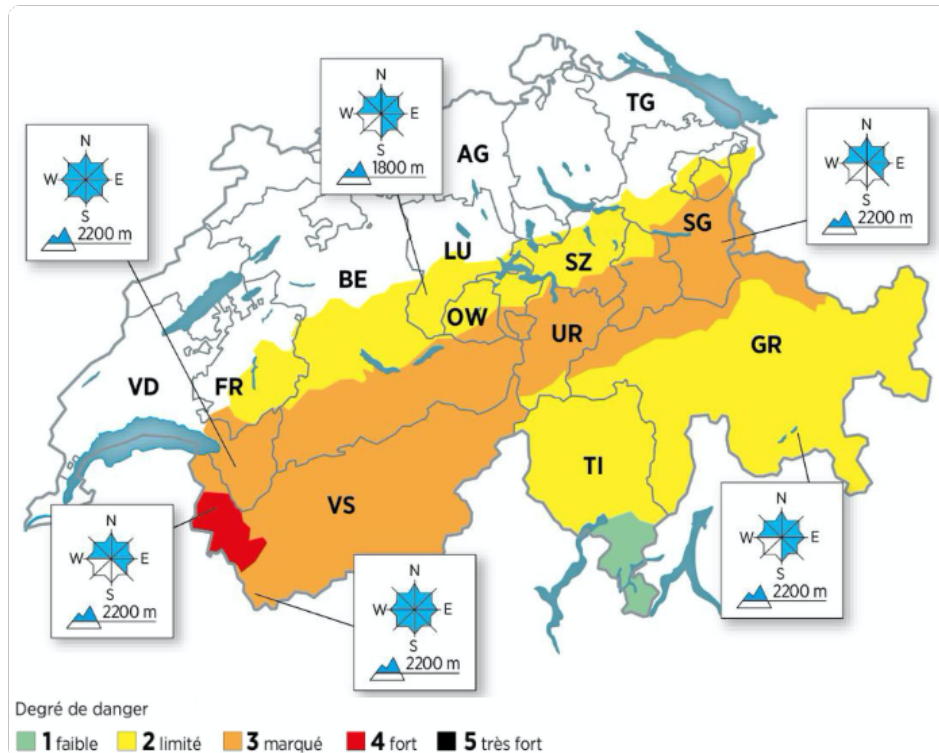 N
W E
S
1800 m
N
W E
S
2200 m
N
W E
S
2200 m
TG
AG
SG
LU
SZ
BE
OW
UR
GR
FR
VD
TI
VS
N
W E
S
2200 m
N
W E
S
2200 m
N
W E
S
2200 m
Degré de danger
1 faible 2 limité 3 marqué 4 fort 5 très fort